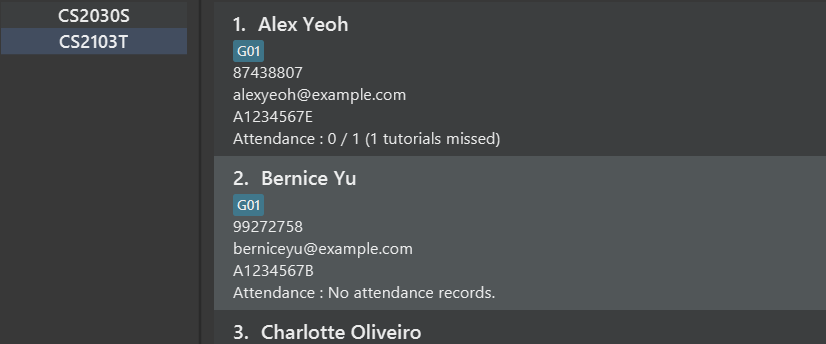 CS2030S
CS2103T
1. Alex Yeoh
G01
87438807
alexyeoh@example.com
A1234567E
Attendance : 0 / 1 (1 tutorials missed)
2. Bernice Yu
G01
99272758
berniceyu@example.com
A1234567B
Attendance : No attendance records.
3. Charlotte Oliveiro